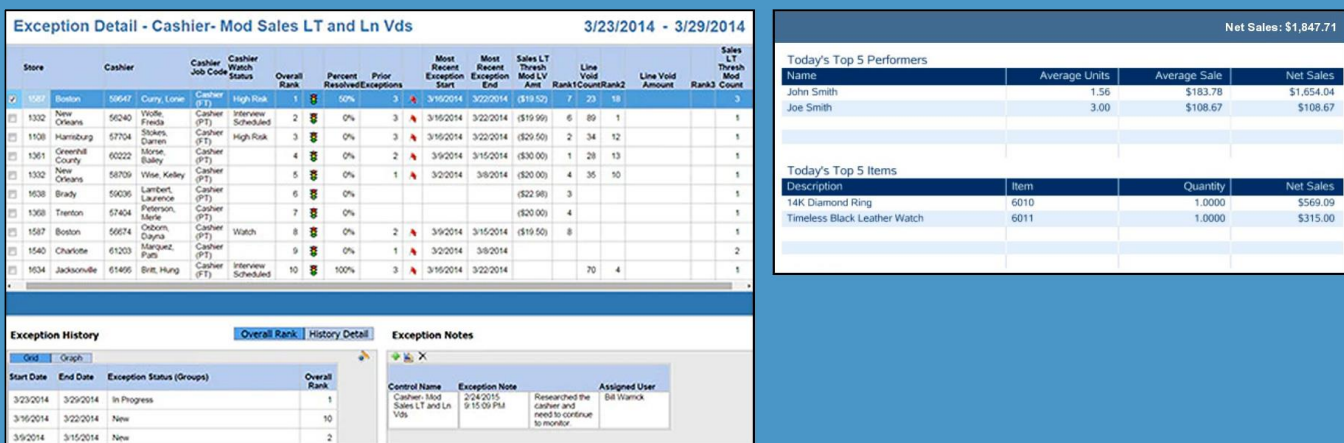 Exception Detail - Cashier- Mod Sales LT and Ln Vds 3/23/2014 - 3/29/2014
Store Cashier Cashier Job Code Cashier Watch Status Overall Rank Percent Resolved Prior Exceptions Most Recent Exception Start Most Recent Exception End Sales LT Thresh Mod LV Amt Rank1 Line Void Count Rank2 Line Void Amount Rank3 Sales LT Thresh Mod Count
1587 Boston 59647 Curry, Lonie Cashier (FT) High Risk 1 50% 3 3/16/2014 3/22/2014 ($19.52) 7 23 18 3
1332 New Orleans 56240 Wolfe, Freida Cashier (PT) Interview Scheduled 2 0% 3 3/16/2014 3/22/2014 ($19.99) 6 89 1 1
1108 Harrisburg 57704 Stokes, Darren Cashier (FT) High Risk 3 0% 3 3/16/2014 3/22/2014 ($29.50) 2 34 12 1
1361 Greenhill County 60222 Morse, Bailey Cashier (PT) 4 0% 2 3/9/2014 3/15/2014 ($30.00) 1 28 13 1
1332 New Orleans 58709 Wise, Kelley Cashier (PT) 5 0% 1 3/2/2014 3/8/2014 ($20.00) 4 35 10 1
1638 Brady 59036 Lambert, Laurence Cashier (PT) 6 0% ($22.98) 3 1
1368 Trenton 57404 Peterson, Merle Cashier (PT) 7 0% ($20.00) 4 1
1587 Boston 56674 Osborn, Dayna Cashier (PT) Watch 8 0% 2 3/9/2014 3/15/2014 ($19.50) 8 1
1540 Charlotte 61203 Marquez, Patti Cashier (PT) 9 0% 1 3/2/2014 3/8/2014 2
1634 Jacksonville 61466 Britt, Hung Cashier (FT) Interview Scheduled 10 100% 3 3/16/2014 3/22/2014 70 4 1
Exception History Overall Rank History Detail
Grid Graph
Start Date End Date Exception Status (Groups) Overall Rank
3/23/2014 3/29/2014 In Progress 1
3/16/2014 3/22/2014 New 10
3/9/2014 3/15/2014 New 2
Exception Notes
Control Name Exception Note Assigned User
Cashier- Mod 2/24/2015 Researched the Bill Warrick
Sales LT and Ln 9:15:09 PM cashier and
Vds need to continue
to monitor.
Net Sales: $1,847.71
Today's Top 5 Performers
Name Average Units Average Sale Net Sales
John Smith 1.56 $183.78 $1,654.04
Joe Smith 3.00 $108.67 $108.67
Today's Top 5 Items
Description Item Quantity Net Sales
14K Diamond Ring 6010 1.0000 $569.09
Timeless Black Leather Watch 6011 1.0000 $315.00